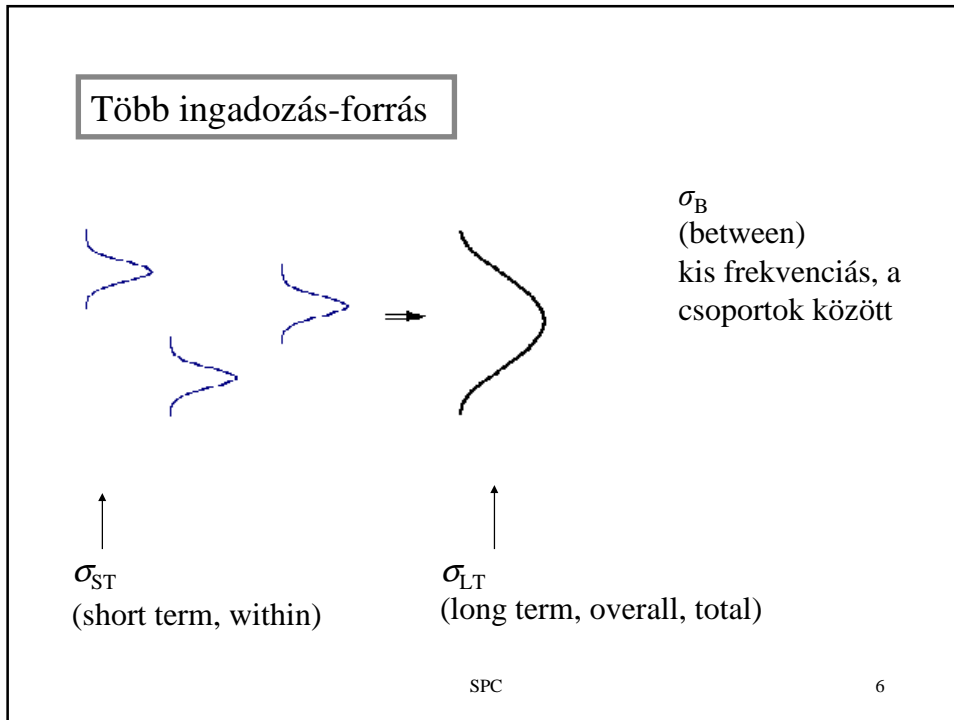 Több ingadozás-forrás
σB
(between)
kis frekvenciás, a
csoportok között
σST
(short term, within)
σLT
(long term, overall, total)
SPC
6